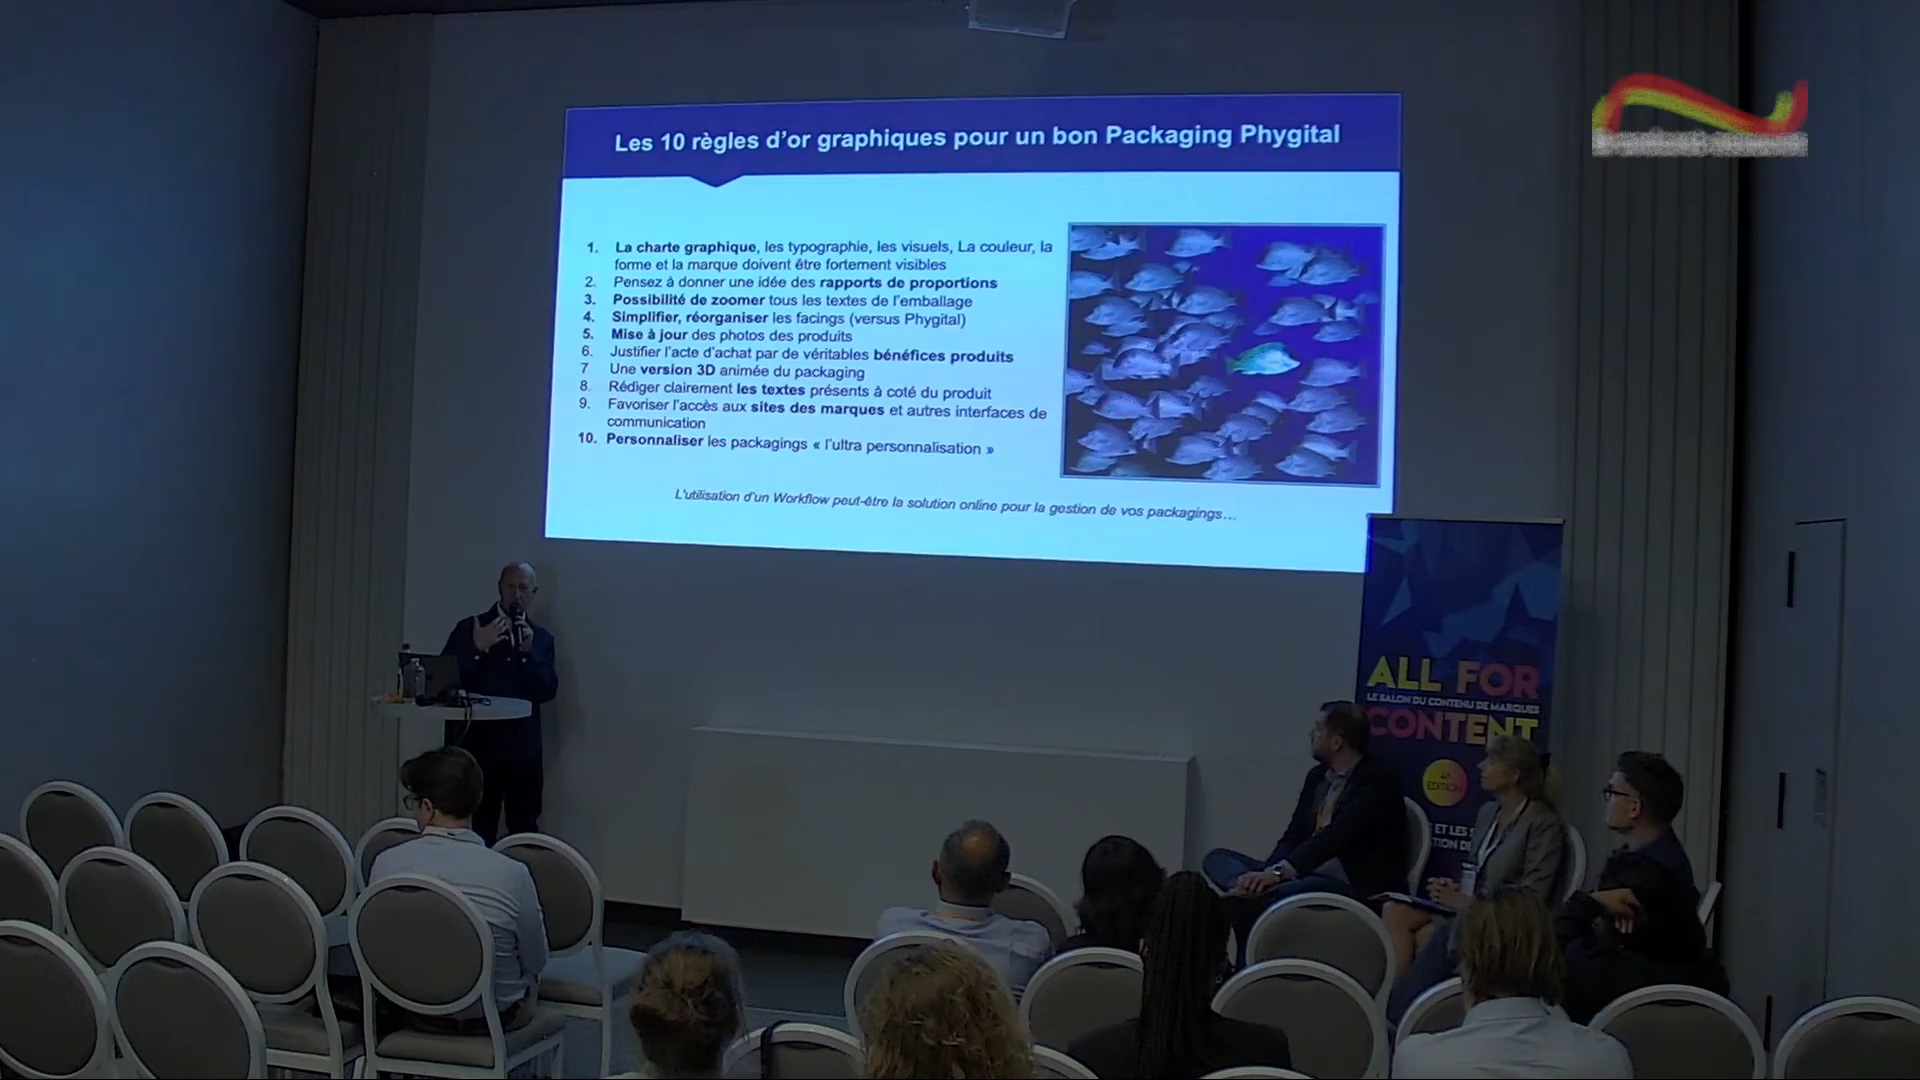 Les 10 règles d'or graphiques pour un bon Packaging Phygital
1. La charte graphique, les typographie, les visuels, La couleur, la
forme et la marque doivent être fortement visibles
2. Pensez à donner une idée des rapports de proportions
3. Possibilité de zoomer tous les textes de l'emballage
4. Simplifier, réorganiser les facings (versus Phygital)
5. Mise à jour des photos des produits
6. Justifier l'acte d'achat par de véritables bénéfices produits
7. Une version 3D animée du packaging
8. Rédiger clairement les textes présents à coté du produit
9. Favoriser l'accès aux sites des marques et autres interfaces de
communication
10. Personnaliser les packagings « l'ultra personnalisation »
L'utilisation d'un Workflow peut-être la solution online pour la gestion de vos packagings…
ALL FOR
LE SALON DU CONTENU DE MARQUES
CONTENT
EDITION
ET LES